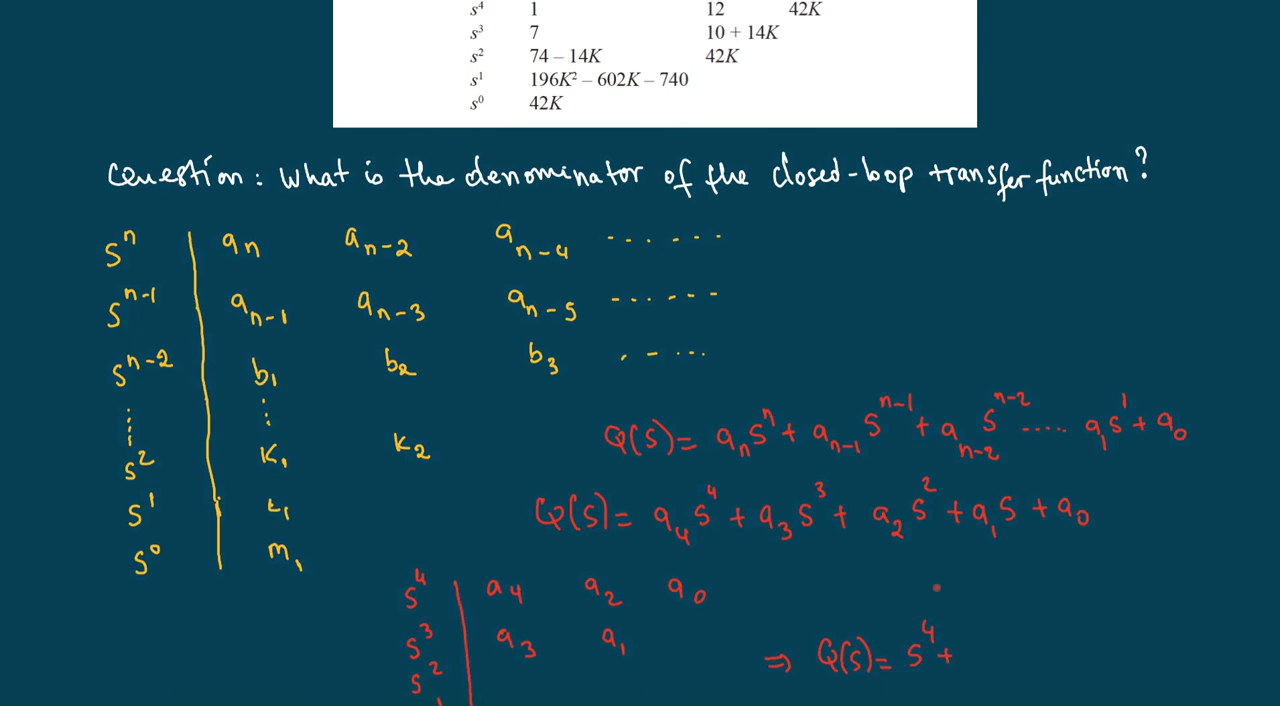 s⁴ 1 12 42K
s³ 7 10 + 14K
s² 74 – 14K 42K
s¹ 196K² – 602K – 740
s⁰ 42K
Question: What is the denominator of the closed-loop transfer function?
sⁿ | aₙ aₙ₋₂ aₙ₋₄ ......
sⁿ⁻¹ | aₙ₋₁ aₙ₋₃ aₙ₋₅ ......
sⁿ⁻² | b₁ b₂ b₃ .....
⋮ ⋮
s² | K₁ K₂
s¹ | L₁
s⁰ | m₁
Q(s)= aₙsⁿ + aₙ₋₁sⁿ⁻¹ + aₙ₋₂sⁿ⁻² ..... a₁s¹ + a₀
Q(s)= a₄s⁴ + a₃s³ + a₂s² + a₁s + a₀
s⁴ | a₄ a₂ a₀
s³ | a₃ a₁
s² |
⇒ Q(s)= s⁴ +